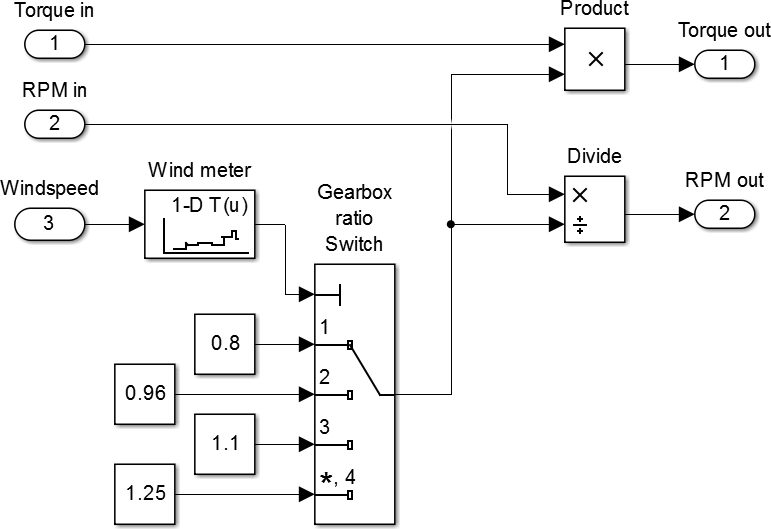 Torque in
1
RPM in
2
Windspeed
3
Wind meter
1-D T(u)
Gearbox
ratio
Switch
1
2
3
*, 4
0.8
0.96
1.1
1.25
Product
×
Divide
×
÷
Torque out
1
RPM out
2